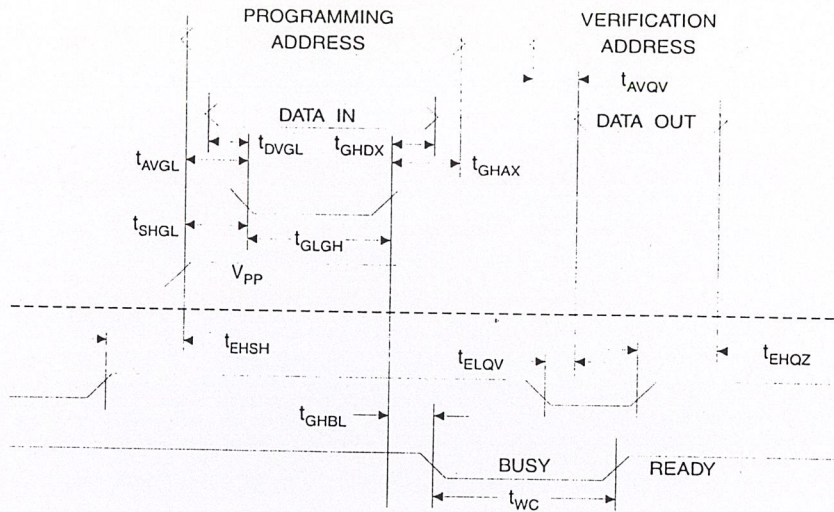 PROGRAMMING
ADDRESS
VERIFICATION
ADDRESS
tAVQV
DATA IN
DATA OUT
tDVGL
tGHDX
tAVGL
tGHAX
tSHGL
tGLGH
VPP
tEHSH
tELQV
tEHQZ
tGHBL
BUSY
READY
tWC